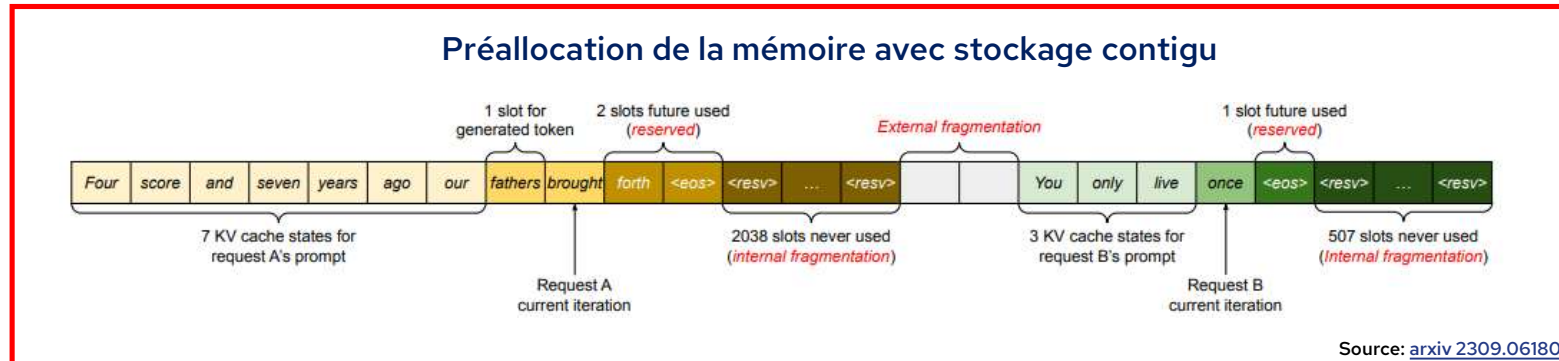 Préallocation de la mémoire avec stockage contigu
1 slot for
generated token
2 slots future used
(reserved)
External fragmentation
1 slot future used
(reserved)
Four score and seven years ago our fathers brought forth <eos> <resv> ... <resv> You only live once <eos> <resv> ... <resv>
7 KV cache states for
request A's prompt
2038 slots never used
(internal fragmentation)
3 KV cache states for
request B's prompt
507 slots never used
(Internal fragmentation)
Request A
current iteration
Request B
current iteration
Source: arxiv 2309.06180